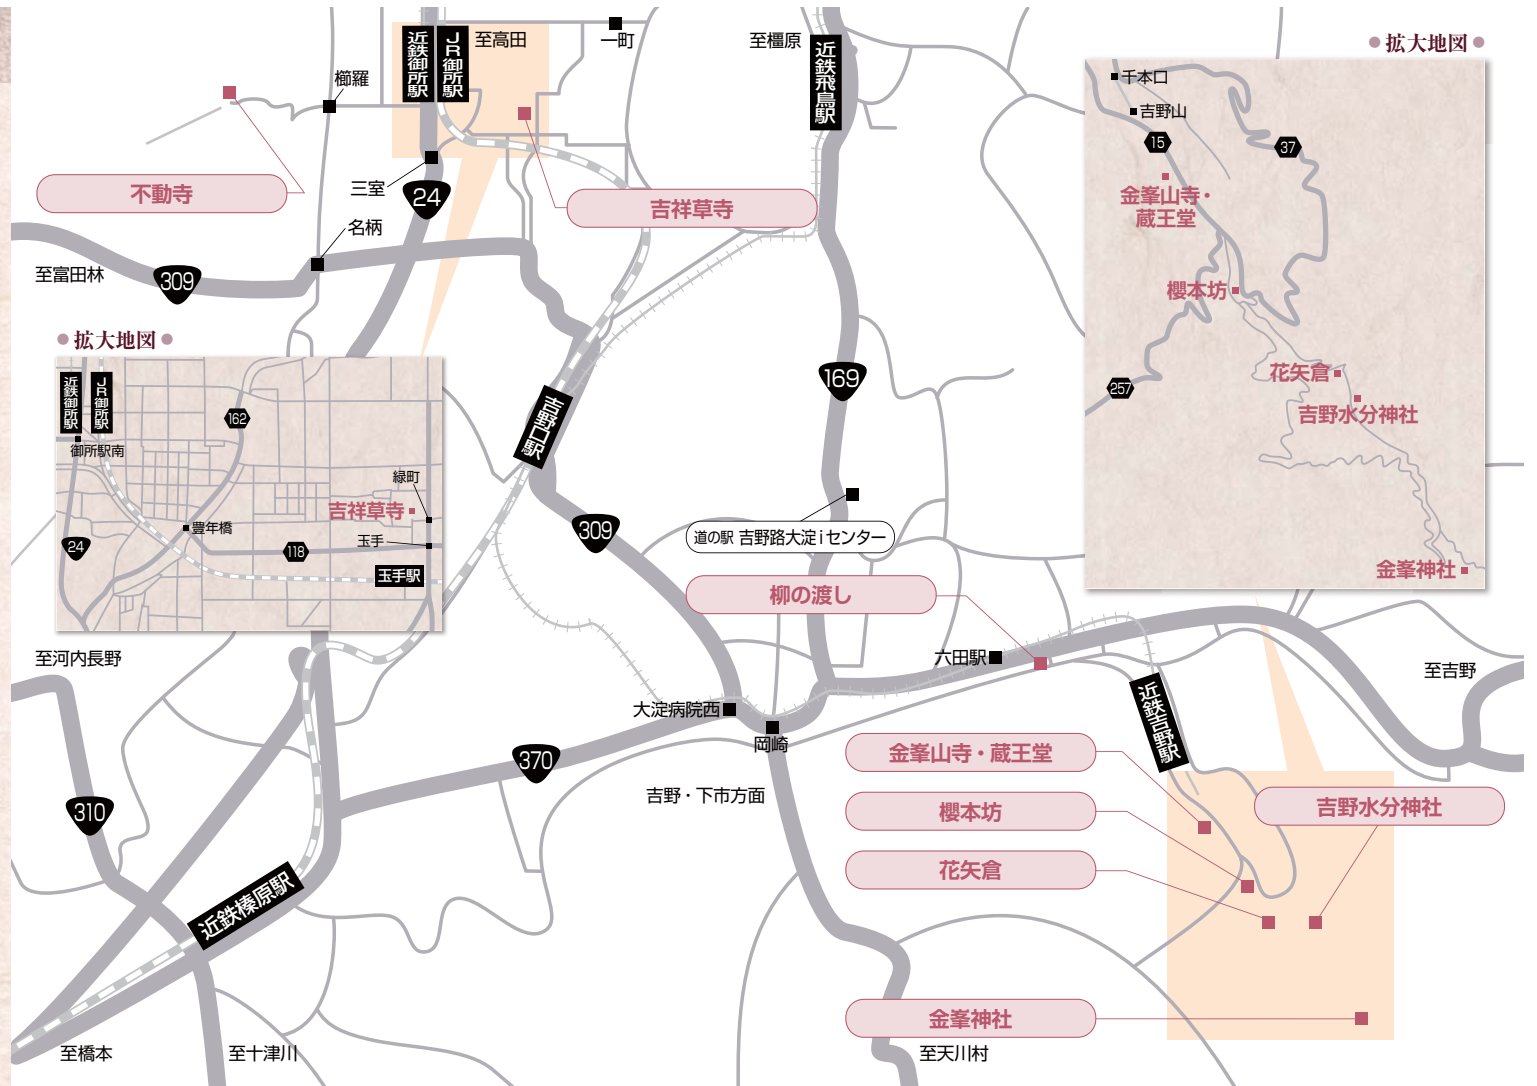 近鉄御所駅
JR御所駅
至高田
一町
至橿原
近鉄飛鳥駅
櫛羅
不動寺
三室
24
吉祥草寺
名柄
至富田林
309
拡大地図
近鉄御所駅
JR御所駅
162
御所駅南
緑町
吉祥草寺
豊年橋
玉手
24
118
玉手駅
吉野口駅
169
309
道の駅 吉野路大淀iセンター
柳の渡し
六田駅
至吉野
至河内長野
大淀病院西
岡崎
近鉄吉野駅
370
吉野・下市方面
310
金峯山寺・蔵王堂
櫻本坊
花矢倉
吉野水分神社
近鉄榛原駅
金峯神社
至橋本
至十津川
至天川村
拡大地図
千本口
吉野山
15
37
金峯山寺・
蔵王堂
櫻本坊
257
花矢倉
吉野水分神社
金峯神社